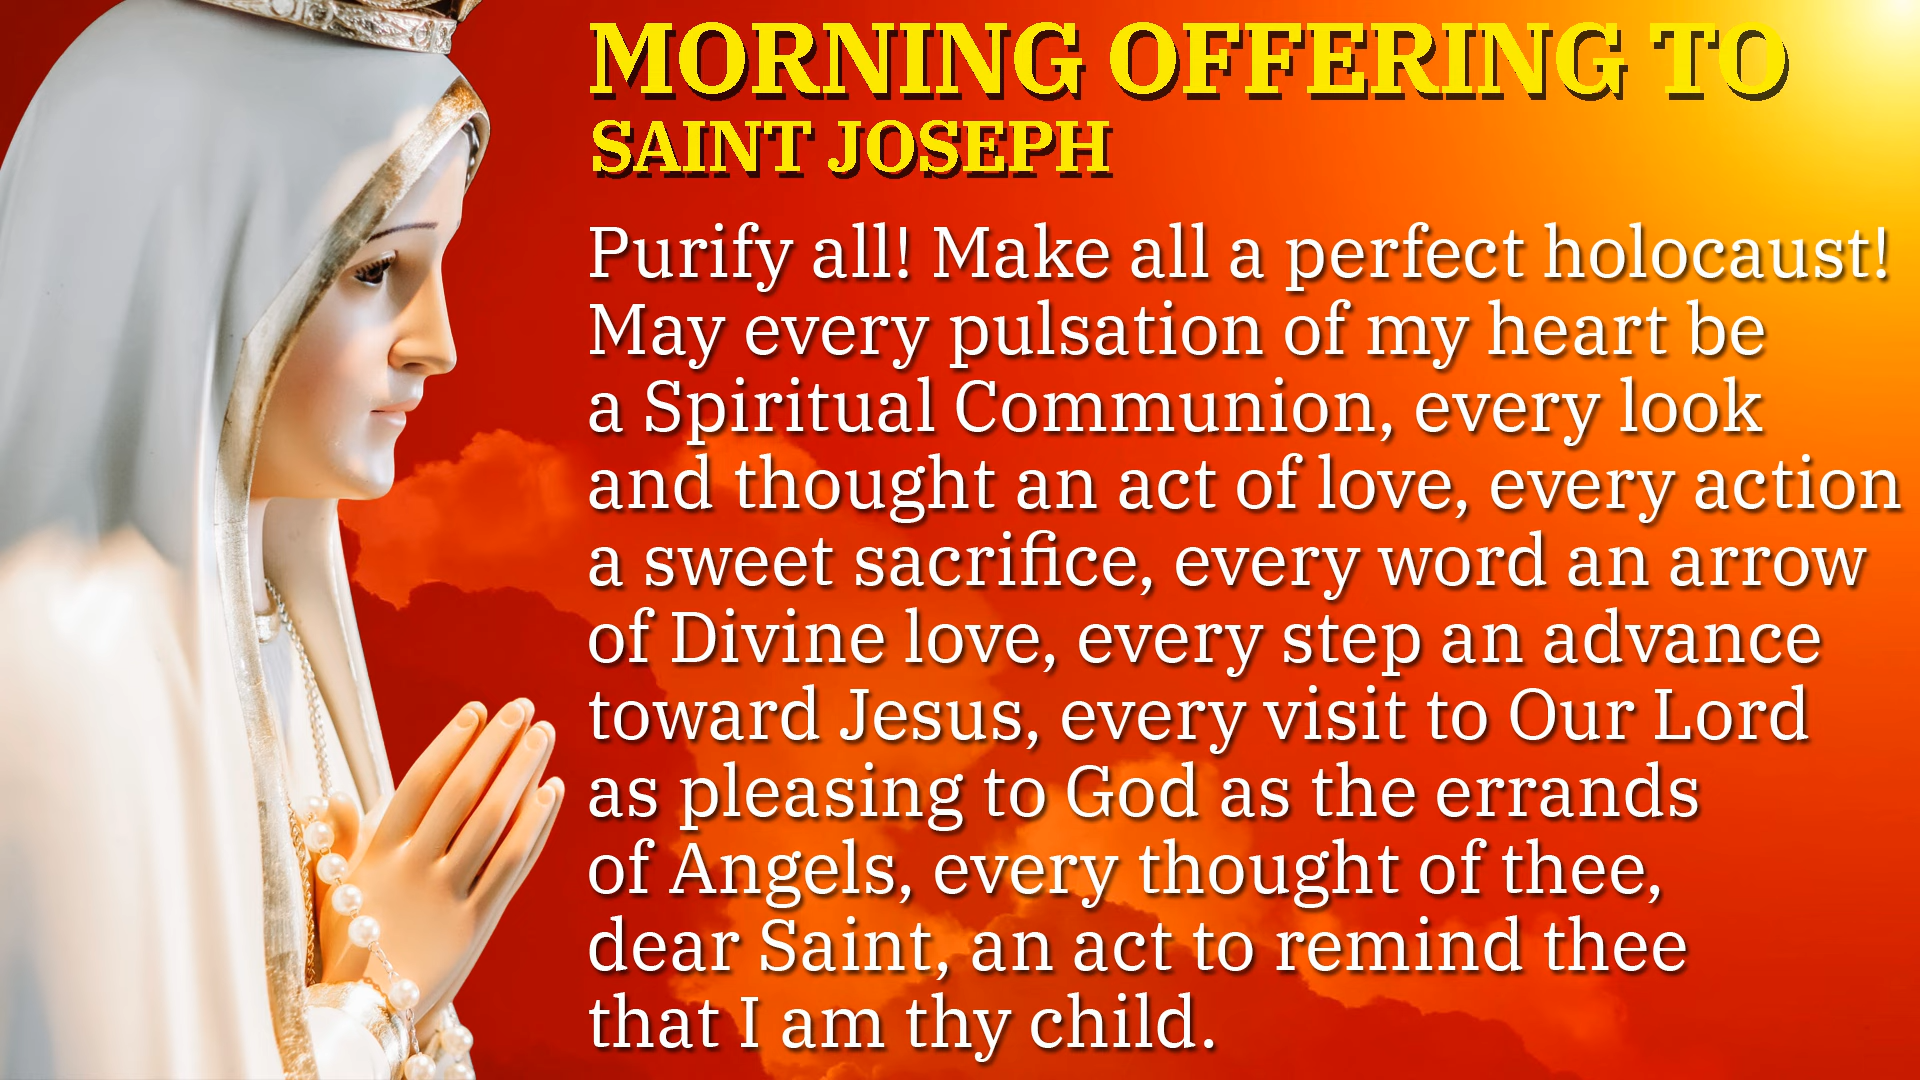 MORNING OFFERING TO
SAINT JOSEPH
Purify all! Make all a perfect holocaust!
May every pulsation of my heart be
a Spiritual Communion, every look
and thought an act of love, every action
a sweet sacrifice, every word an arrow
of Divine love, every step an advance
toward Jesus, every visit to Our Lord
as pleasing to God as the errands
of Angels, every thought of thee,
dear Saint, an act to remind thee
that I am thy child.